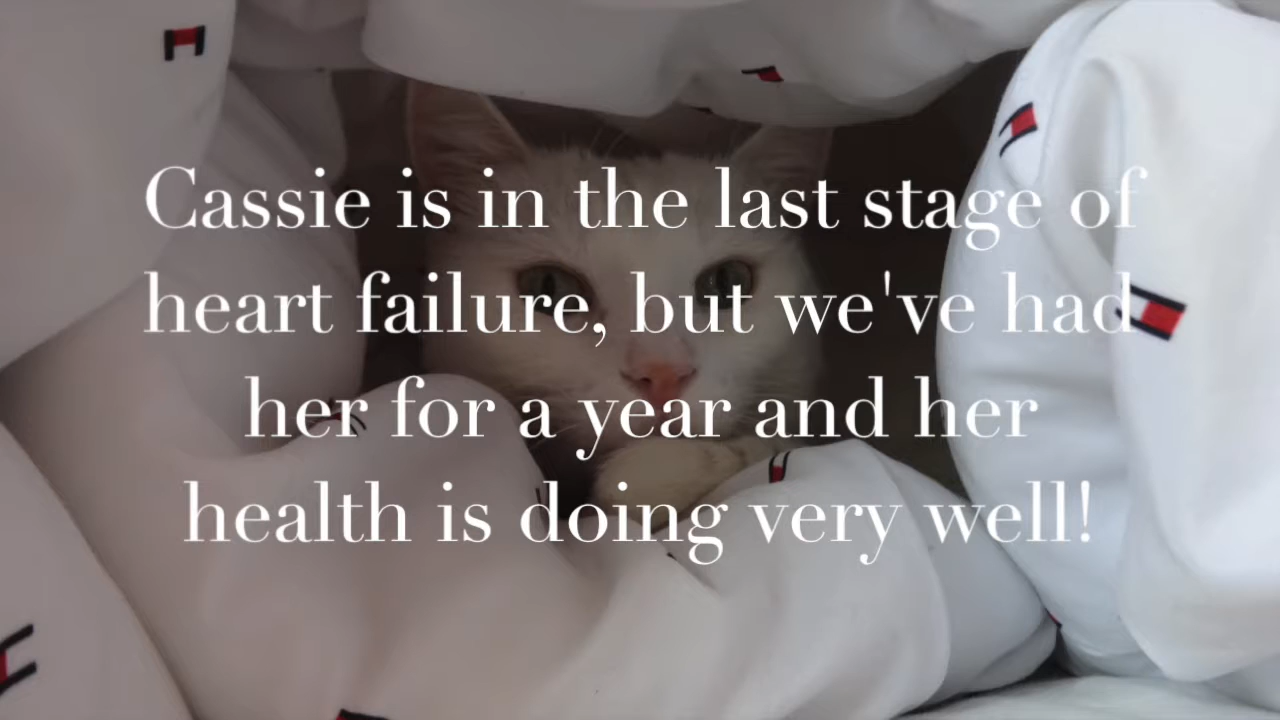 Cassie is in the last stage of
heart failure, but we've had
her for a year and her
health is doing very well!